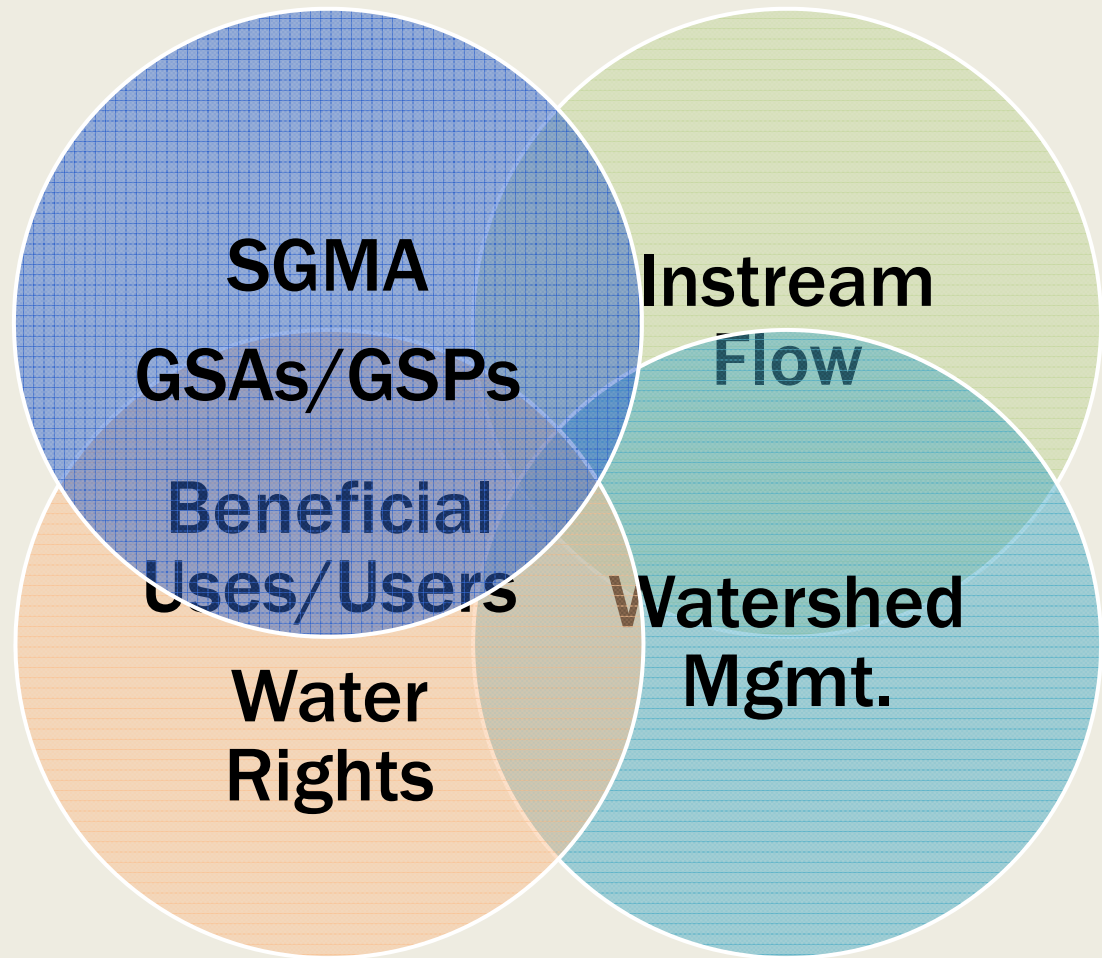 SGMA
GSAs/GSPs
Instream
Flow
Beneficial
Uses/Users
Water
Rights
Watershed
Mgmt.